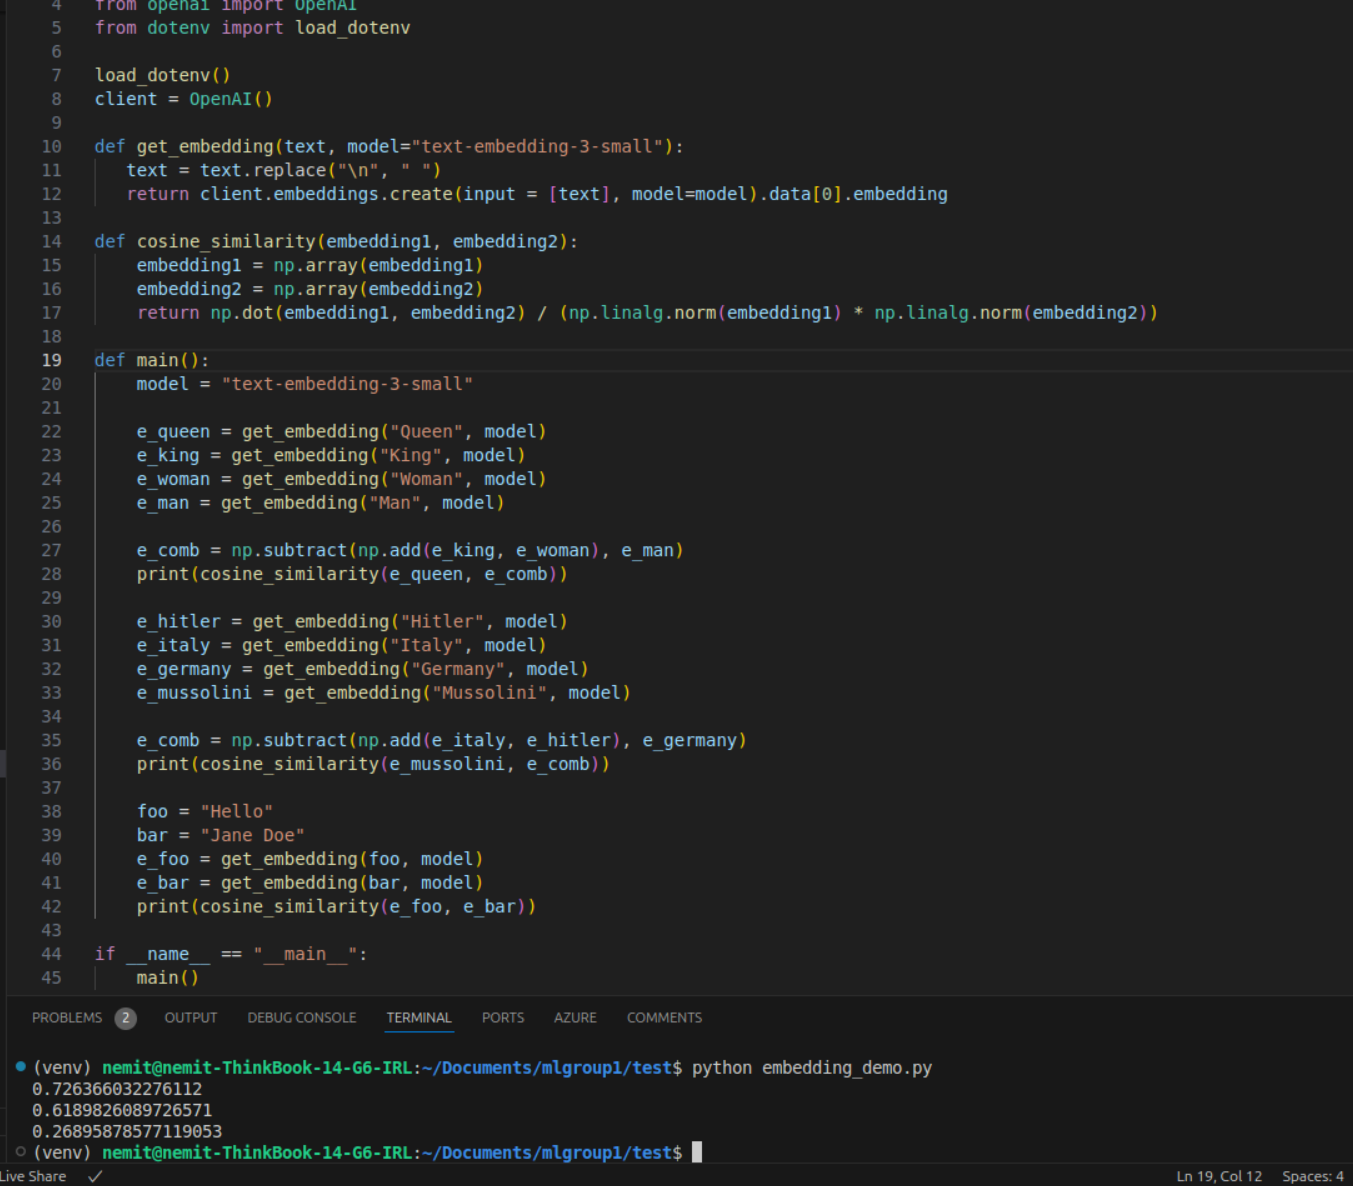 4 from openai import OpenAI
5 from dotenv import load_dotenv
6
7 load_dotenv()
8 client = OpenAI()
9
10 def get_embedding(text, model="text-embedding-3-small"):
11    text = text.replace("\n", " ")
12    return client.embeddings.create(input = [text], model=model).data[0].embedding
13
14 def cosine_similarity(embedding1, embedding2):
15     embedding1 = np.array(embedding1)
16     embedding2 = np.array(embedding2)
17     return np.dot(embedding1, embedding2) / (np.linalg.norm(embedding1) * np.linalg.norm(embedding2))
18
19 def main():
20     model = "text-embedding-3-small"
21
22     e_queen = get_embedding("Queen", model)
23     e_king = get_embedding("King", model)
24     e_woman = get_embedding("Woman", model)
25     e_man = get_embedding("Man", model)
26
27     e_comb = np.subtract(np.add(e_king, e_woman), e_man)
28     print(cosine_similarity(e_queen, e_comb))
29
30     e_hitler = get_embedding("Hitler", model)
31     e_italy = get_embedding("Italy", model)
32     e_germany = get_embedding("Germany", model)
33     e_mussolini = get_embedding("Mussolini", model)
34
35     e_comb = np.subtract(np.add(e_italy, e_hitler), e_germany)
36     print(cosine_similarity(e_mussolini, e_comb))
37
38     foo = "Hello"
39     bar = "Jane Doe"
40     e_foo = get_embedding(foo, model)
41     e_bar = get_embedding(bar, model)
42     print(cosine_similarity(e_foo, e_bar))
43
44 if __name__ == "__main__":
45     main()
PROBLEMS 2 OUTPUT DEBUG CONSOLE TERMINAL PORTS AZURE COMMENTS
(venv) nemit@nemit-ThinkBook-14-G6-IRL:~/Documents/mlgroup1/test$ python embedding_demo.py
0.726366032276112
0.6189826089726571
0.26895878577119053
(venv) nemit@nemit-ThinkBook-14-G6-IRL:~/Documents/mlgroup1/test$
Live Share Ln 19, Col 12 Spaces: 4